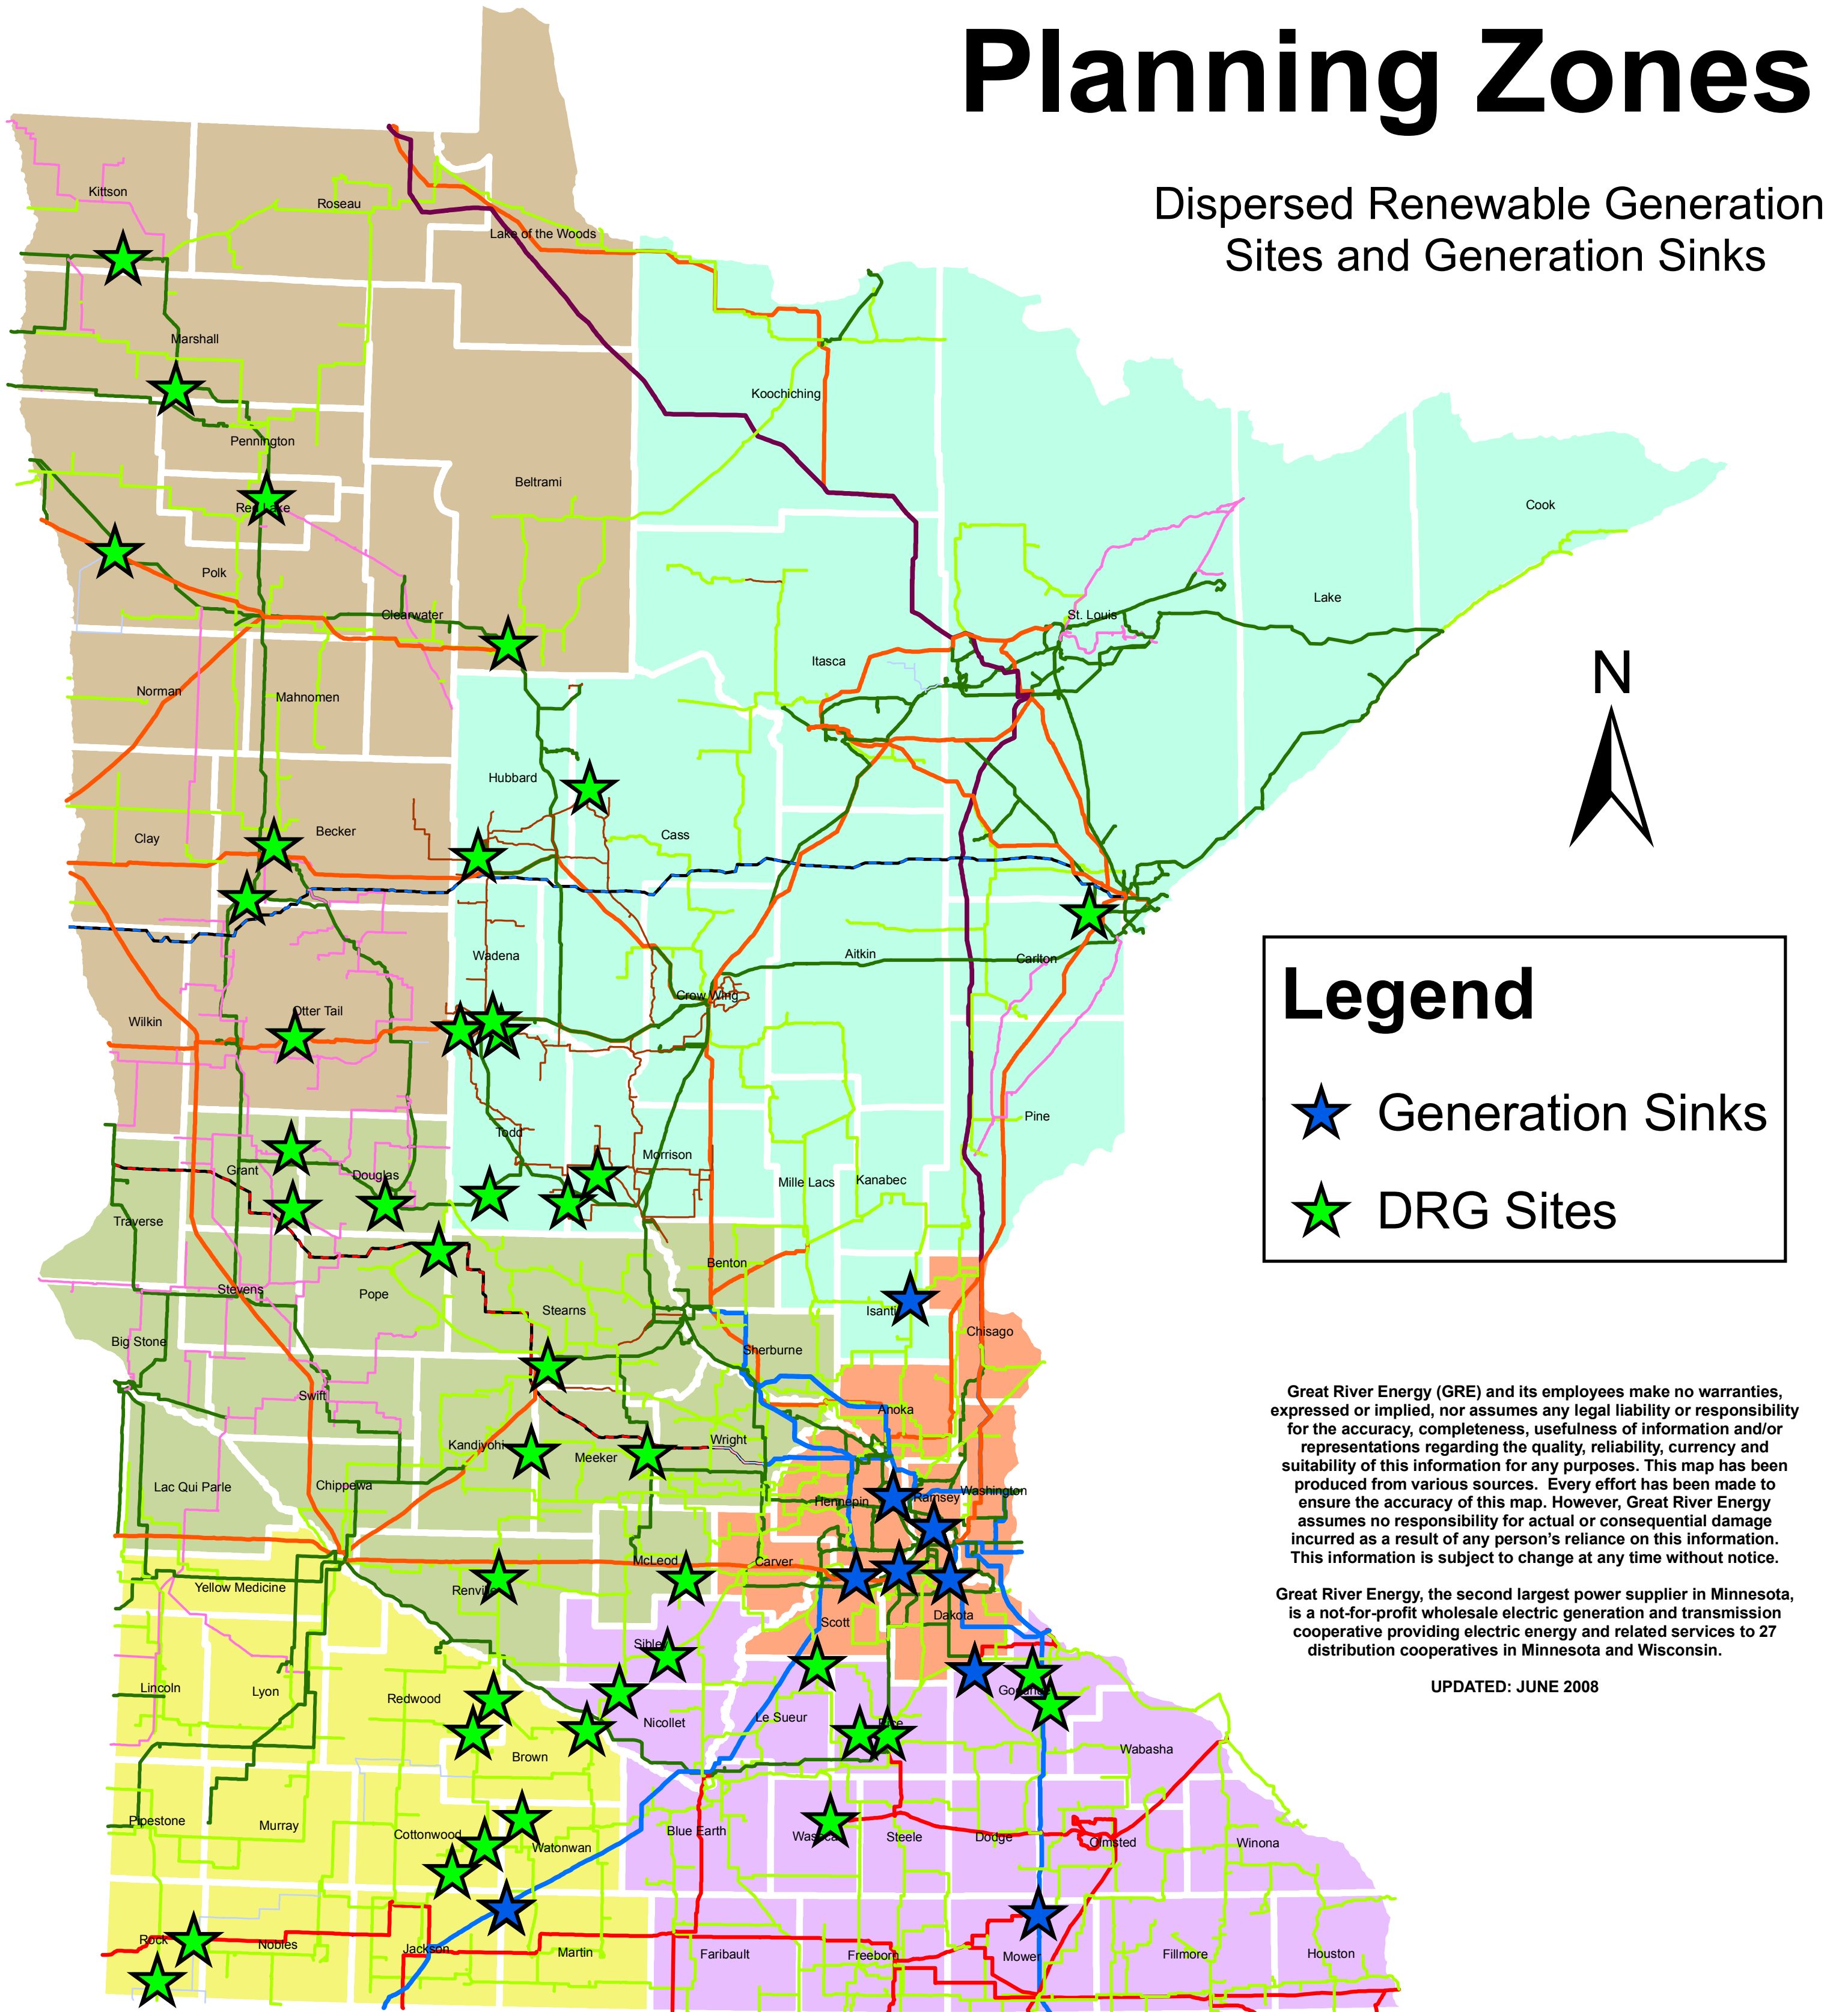 Planning Zones
Dispersed Renewable Generation
Sites and Generation Sinks
Kittson
Roseau
Lake of the Woods
Marshall
Koochiching
Pennington
Beltrami
Red Lake
Cook
Polk
Clearwater
Lake
St. Louis
Itasca
N
Norman
Mahnomen
Hubbard
Clay
Becker
Cass
Wadena
Aitkin
Carlton
Crow Wing
Otter Tail
Wilkin
Legend
Generation Sinks
DRG Sites
Pine
Todd
Morrison
Grant
Douglas
Mille Lacs
Kanabec
Traverse
Benton
Stevens
Pope
Stearns
Isanti
Chisago
Big Stone
Sherburne
Swift
Anoka
Kandiyohi
Wright
Meeker
Lac Qui Parle
Chippewa
Hennepin
Ramsey
Washington
McLeod
Carver
Yellow Medicine
Renville
Scott
Dakota
Sibley
Lincoln
Lyon
Redwood
Goodhue
Nicollet
Le Sueur
Rice
Brown
Wabasha
Pipestone
Murray
Cottonwood
Watonwan
Blue Earth
Waseca
Steele
Dodge
Olmsted
Winona
Rock
Nobles
Jackson
Martin
Faribault
Freeborn
Mower
Fillmore
Houston
Great River Energy (GRE) and its employees make no warranties,
expressed or implied, nor assumes any legal liability or responsibility
for the accuracy, completeness, usefulness of information and/or
representations regarding the quality, reliability, currency and
suitability of this information for any purposes. This map has been
produced from various sources.  Every effort has been made to
ensure the accuracy of this map. However, Great River Energy
assumes no responsibility for actual or consequential damage
incurred as a result of any person's reliance on this information.
This information is subject to change at any time without notice.
Great River Energy, the second largest power supplier in Minnesota,
is a not-for-profit wholesale electric generation and transmission
cooperative providing electric energy and related services to 27
distribution cooperatives in Minnesota and Wisconsin.
UPDATED: JUNE 2008